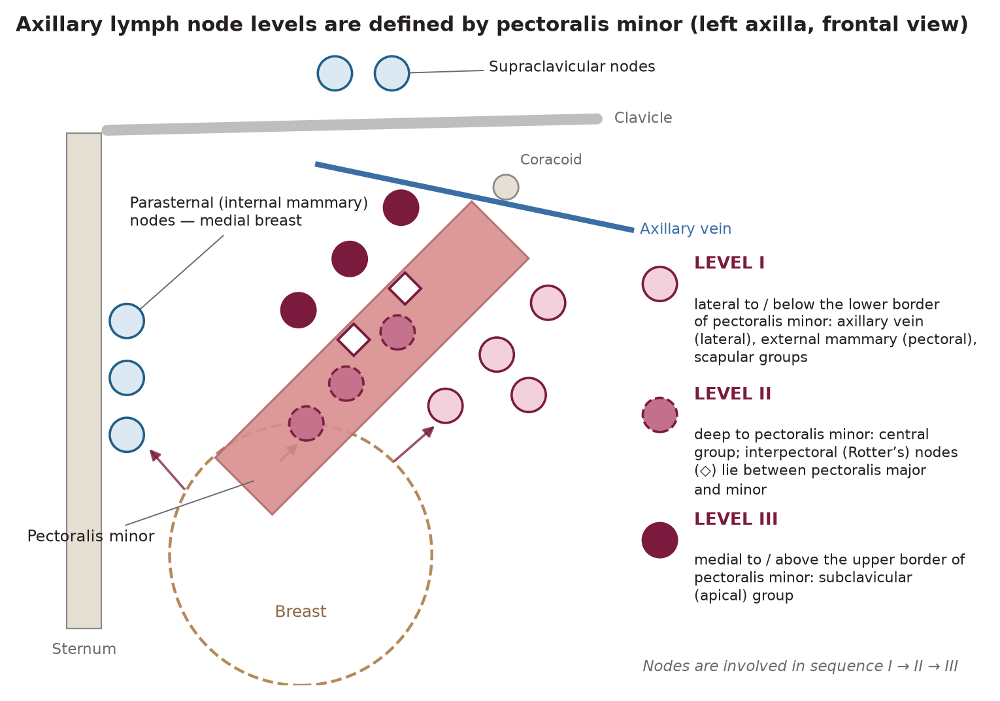 Axillary lymph node levels are defined by pectoralis minor (left axilla, frontal view)
Supraclavicular nodes
Clavicle
Coracoid
Parasternal (internal mammary)
nodes — medial breast
Axillary vein
LEVEL I
lateral to / below the lower border
of pectoralis minor: axillary vein
(lateral), external mammary (pectoral),
scapular groups
LEVEL II
deep to pectoralis minor: central
group; interpectoral (Rotter’s) nodes
(◇) lie between pectoralis major
and minor
LEVEL III
medial to / above the upper border of
pectoralis minor: subclavicular
(apical) group
Pectoralis minor
Breast
Sternum
Nodes are involved in sequence I → II → III